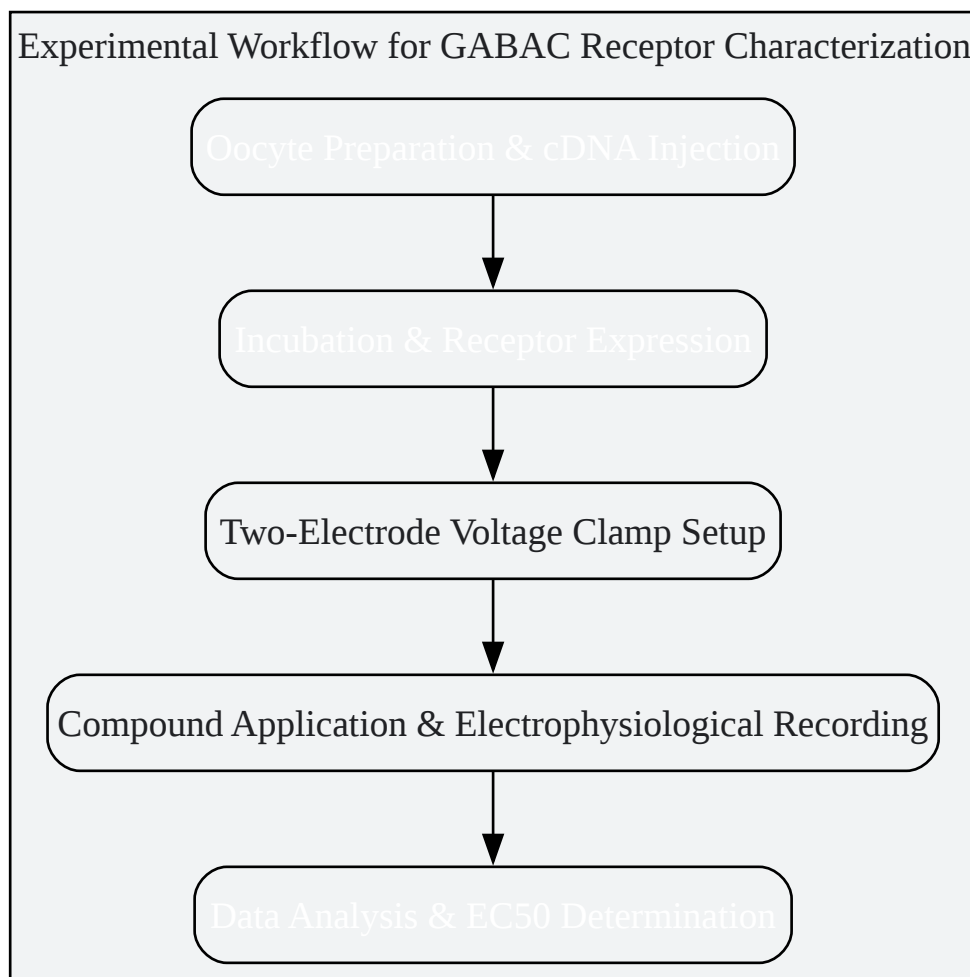 Experimental Workflow for GABAC Receptor Characterization
Oocyte Preparation & cDNA Injection
Incubation & Receptor Expression
Two-Electrode Voltage Clamp Setup
Compound Application & Electrophysiological Recording
Data Analysis & EC50 Determination